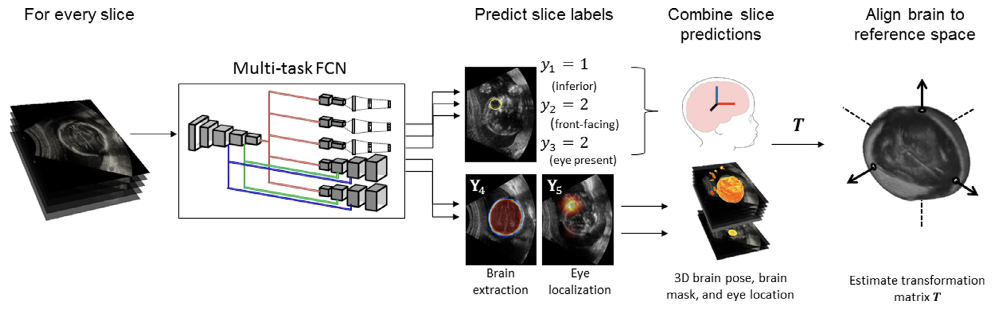 For every slice
Predict slice labels
Combine slice
predictions
Align brain to
reference space
Multi-task FCN
y₁ = 1
(inferior)
y₂ = 2
(front-facing)
y₃ = 2
(eye present)
T
Y₄
Y₅
Brain
extraction
Eye
localization
3D brain pose, brain
mask, and eye location
Estimate transformation
matrix T